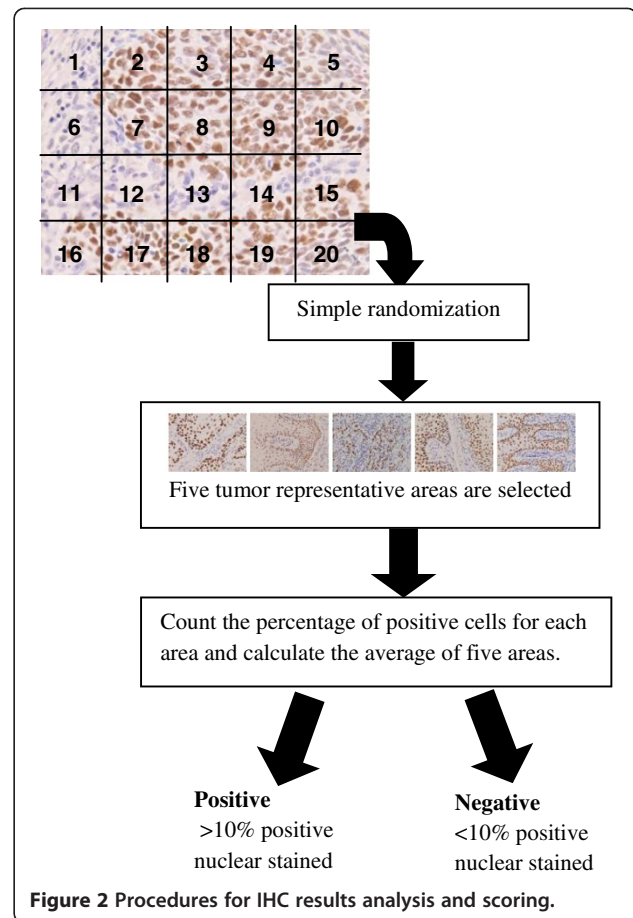 1 2 3 4 5
6 7 8 9 10
11 12 13 14 15
16 17 18 19 20
Simple randomization
Five tumor representative areas are selected
Count the percentage of positive cells for each
area and calculate the average of five areas.
Positive
>10% positive
nuclear stained
Negative
<10% positive
nuclear stained
Figure 2 Procedures for IHC results analysis and scoring.